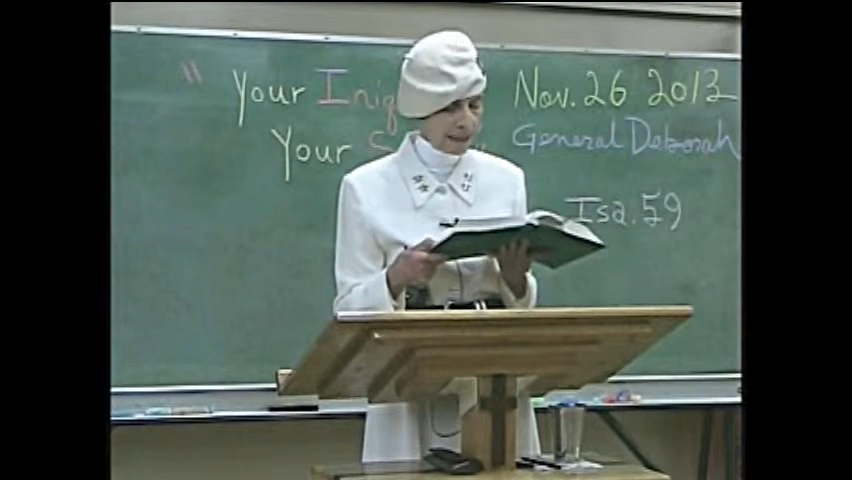 " Your Iniq
Your S
Nov. 26 2013
General Deborah
Isa. 59